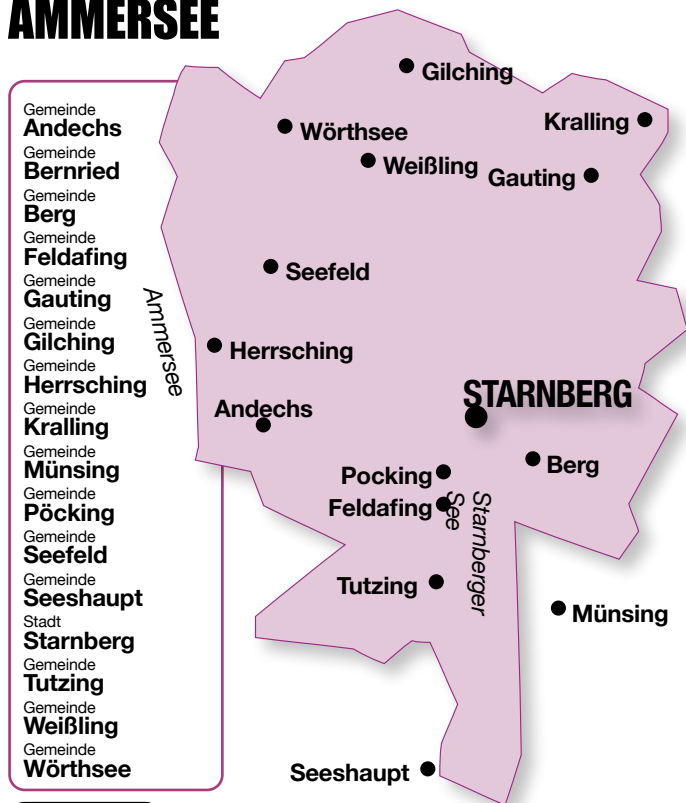 AMMERSEE
Gemeinde
Andechs
Gemeinde
Bernried
Gemeinde
Berg
Gemeinde
Feldafing
Gemeinde
Gauting
Gemeinde
Gilching
Gemeinde
Herrsching
Gemeinde
Kralling
Gemeinde
Münsing
Gemeinde
Pöcking
Gemeinde
Seefeld
Gemeinde
Seeshaupt
Stadt
Starnberg
Gemeinde
Tutzing
Gemeinde
Weißling
Gemeinde
Wörthsee
Gilching
Kralling
Wörthsee
Weißling
Gauting
Seefeld
Ammersee
Herrsching
Andechs
STARNBERG
Berg
Pocking
Feldafing
Starnberger
See
Tutzing
Münsing
Seeshaupt